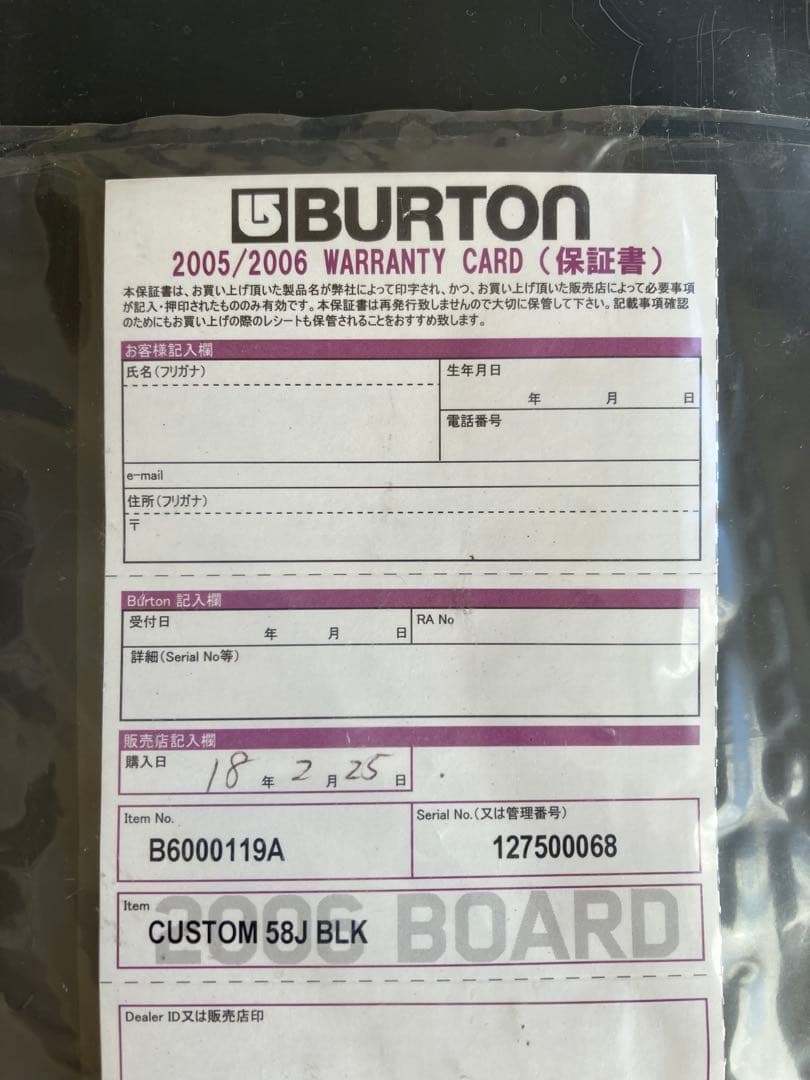 BURTON
2005/2006 WARRANTY CARD (保証書)
本保証書は、お買い上げ頂いた製品名が弊社によって印字され、かつ、お買い上げ頂いた販売店によって必要事項
が記入・押印されたもののみ有効です。本保証書は再発行致しませんので大切に保管して下さい。記載事項確認
のためにもお買い上げの際のレシートも保管されることをおすすめ致します。
お客様記入欄
氏名(フリガナ)
生年月日
年 月 日
電話番号
e-mail
住所(フリガナ)
〒
Burton 記入欄
受付日
年 月 日
RA No
詳細(Serial No等)
販売店記入欄
購入日
18 年 2 月 25 日
Item No.
B6000119A
Serial No.(又は管理番号)
127500068
Item
2006 BOARD
CUSTOM 58J BLK
Dealer ID又は販売店印